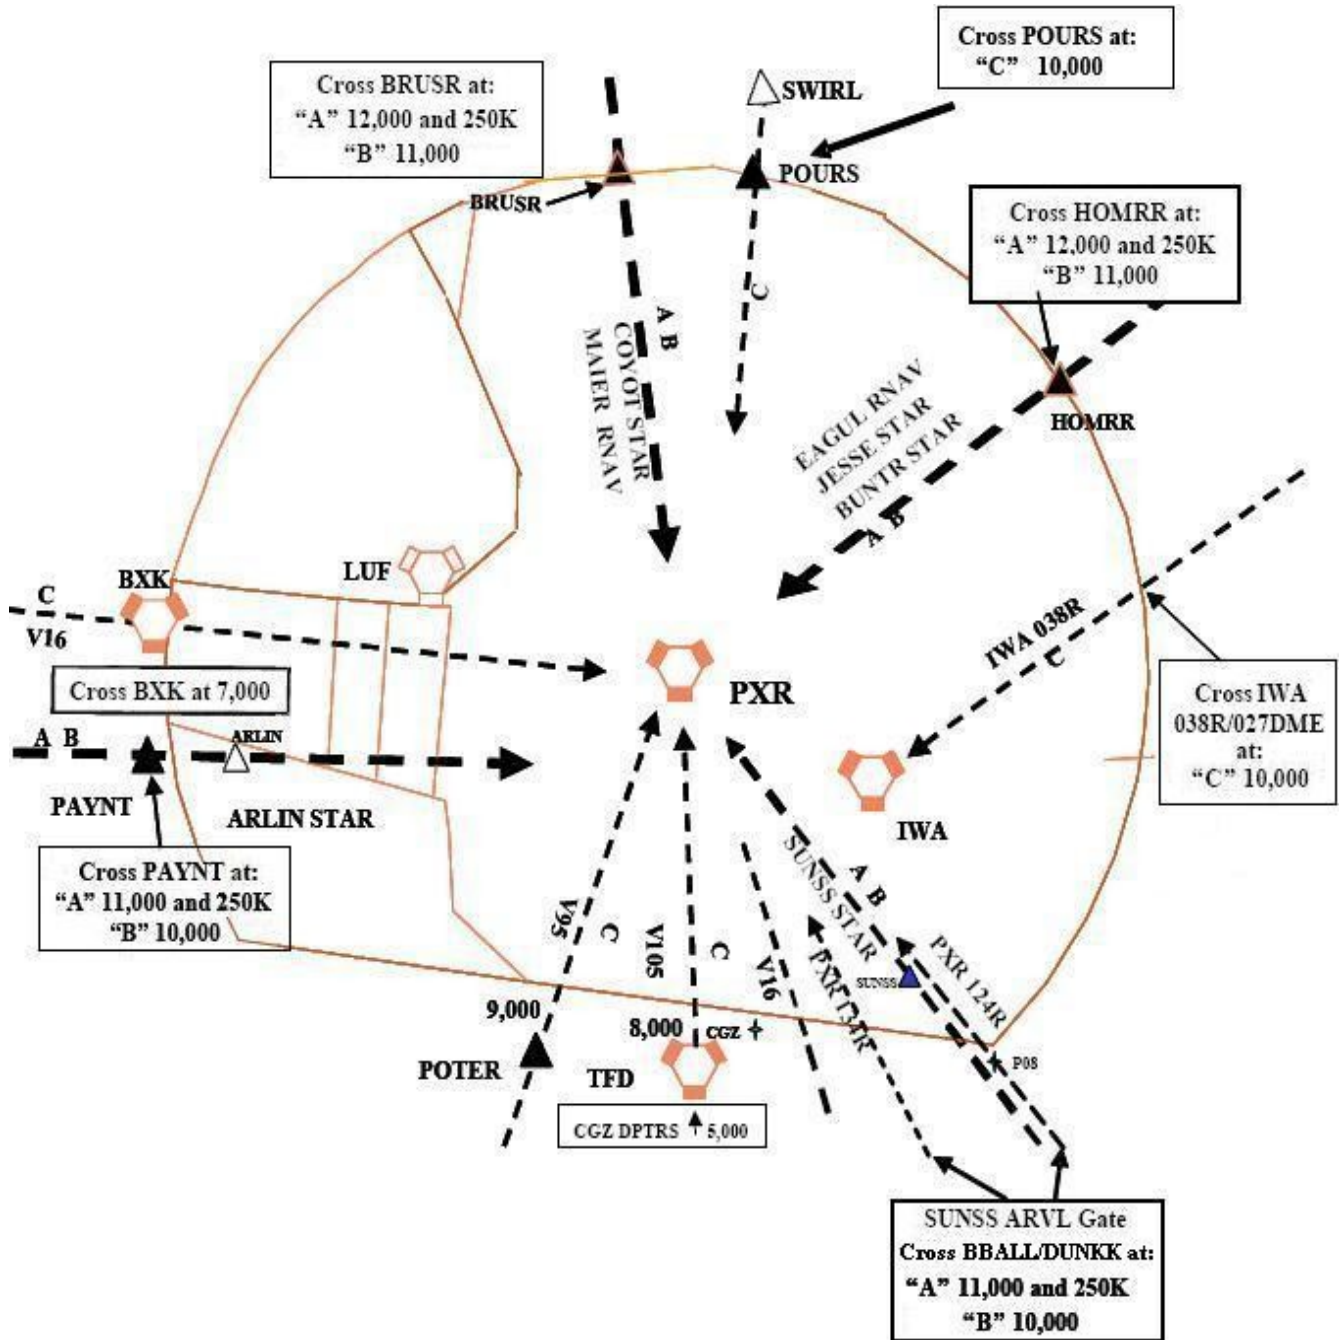 Cross POURS at:
“C” 10,000
Cross BRUSR at:
“A” 12,000 and 250K
“B” 11,000
SWIRL
POURS
BRUSR
Cross HOMRR at:
“A” 12,000 and 250K
“B” 11,000
HOMRR
A B
COYOT STAR
MAIER RNAV
C
EAGUL RNAV
JESSE STAR
BUNTR STAR
A B
BXK
LUF
C
V16
IWA 038R
C
PXR
Cross BXK at 7,000
Cross IWA
038R/027DME
at:
“C” 10,000
A B
ARLIN
PAYNT
ARLIN STAR
IWA
Cross PAYNT at:
“A” 11,000 and 250K
“B” 10,000
V95
C
V105
C
V16
SUNSS STAR
A B
PXR 134R
PXR 124R
SUNSS
9,000
8,000
CGZ
P08
POTER
TFD
CGZ DPTRS 5,000
SUNSS ARVL Gate
Cross BBALL/DUNKK at:
“A” 11,000 and 250K
“B” 10,000